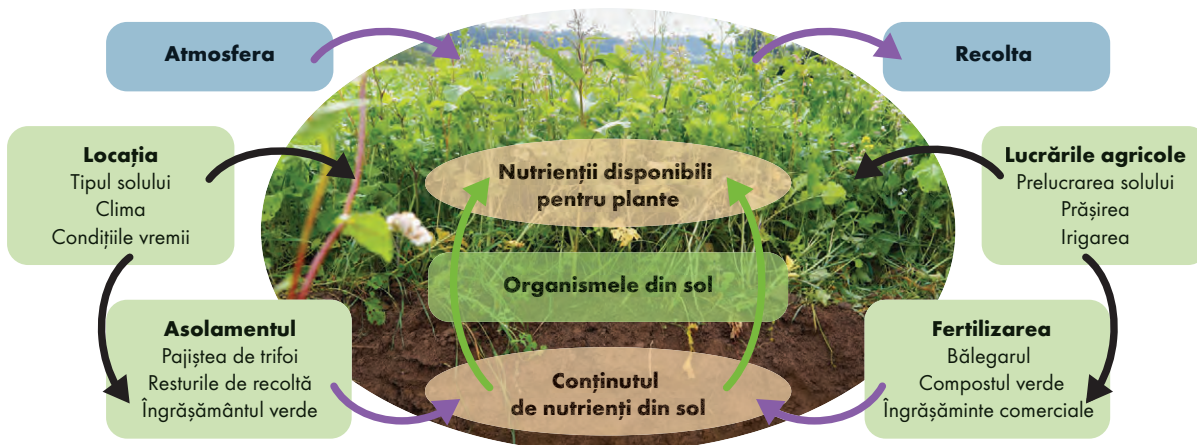 Atmosfera
Recolta
Locația
Tipul solului
Clima
Condițiile vremii
Nutrienții disponibili
pentru plante
Lucrările agricole
Prelucrarea solului
Prășirea
Irigarea
Organismele din sol
Asolamentul
Pajiștea de trifoi
Resturile de recoltă
Îngrășământul verde
Conținutul
de nutrienți din sol
Fertilizarea
Bălegarul
Compostul verde
Îngrășăminte comerciale